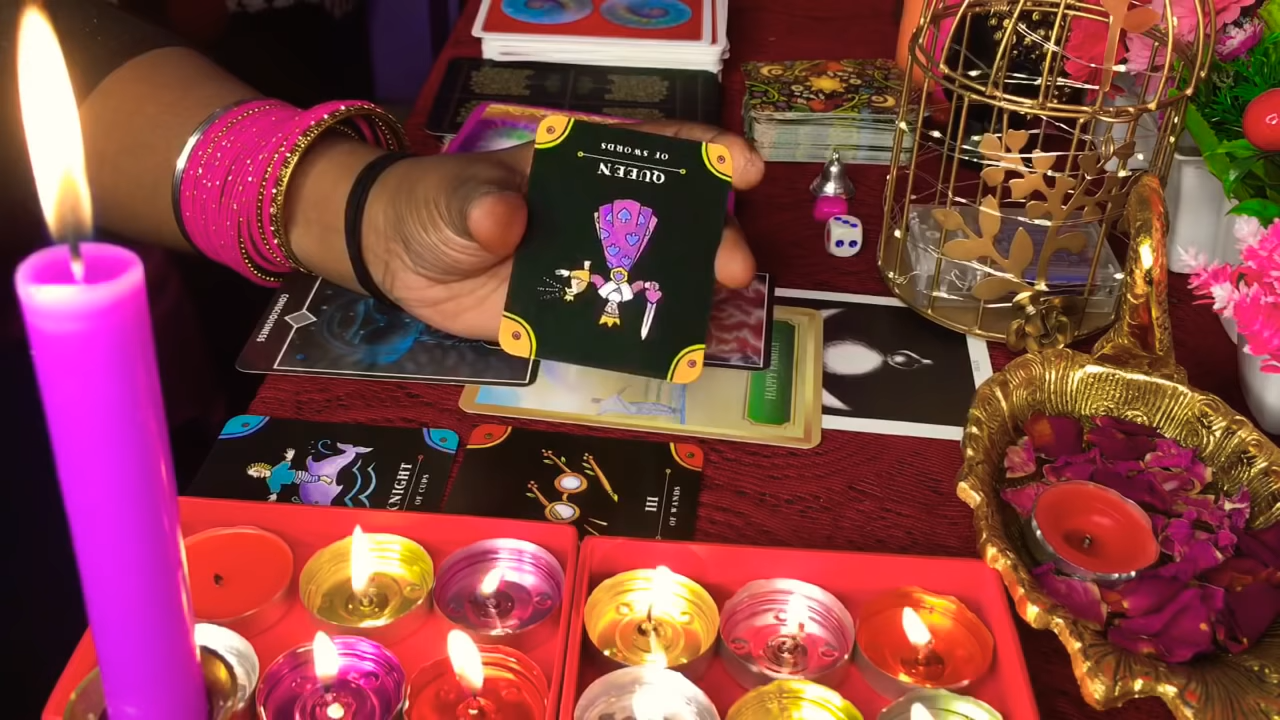 QUEEN
OF SWORDS
CONSCIOUSNESS
HAPPY FAMILY
KNIGHT
OF CUPS
III
OF WANDS